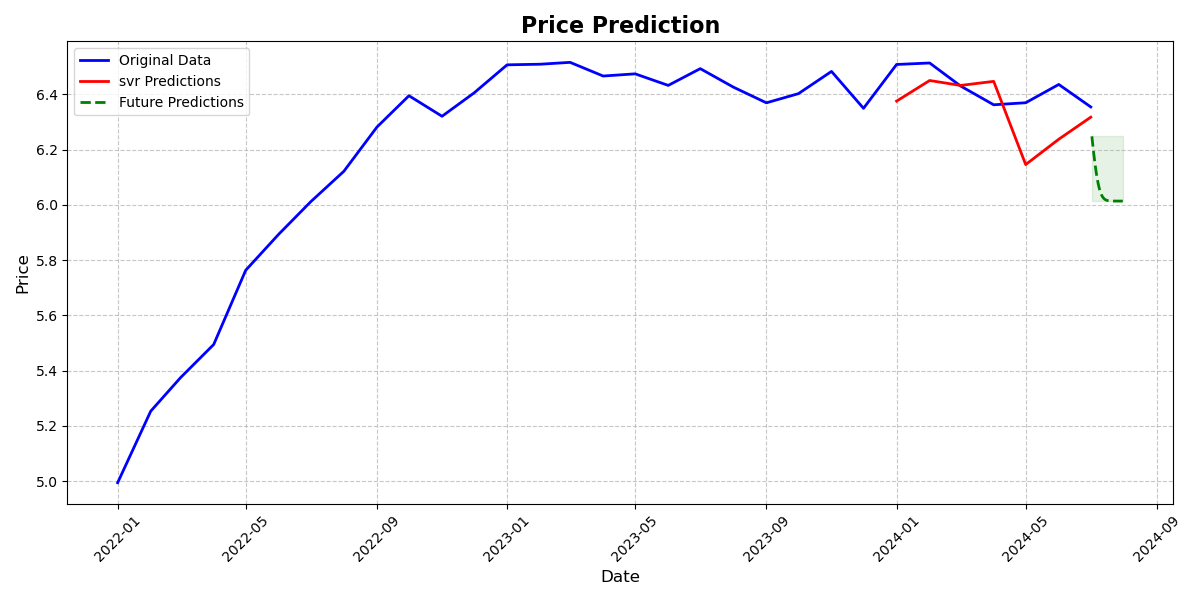 Price Prediction
Original Data
svr Predictions
Future Predictions
Price
6.4
6.2
6.0
5.8
5.6
5.4
5.2
5.0
2022-01
2022-05
2022-09
2023-01
2023-05
2023-09
2024-01
2024-05
2024-09
Date